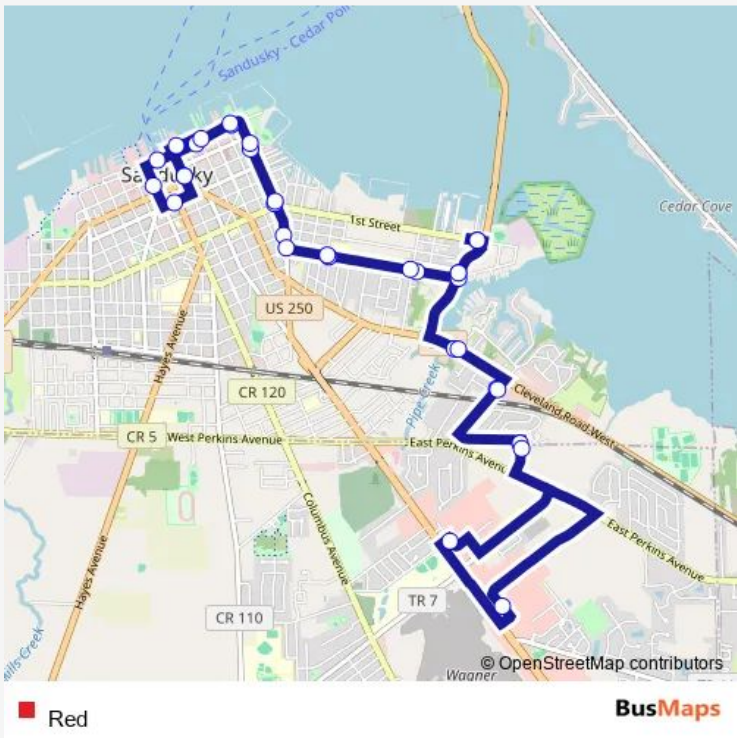 Sandusky - Cedar Poi
Sandusky
Cedar Cove
1st Street
US 250
Hayes Avenue
CR 120
Pipe Creek
Cleveland Road West
CR 5
West Perkins Avenue
East Perkins Avenu
Columbus Avenue
East Perkins Avenue
Hayes Avenue
TR 7
CR 110
Mills Creek
Wagner
© OpenStreetMap contributors
Red
BusMaps